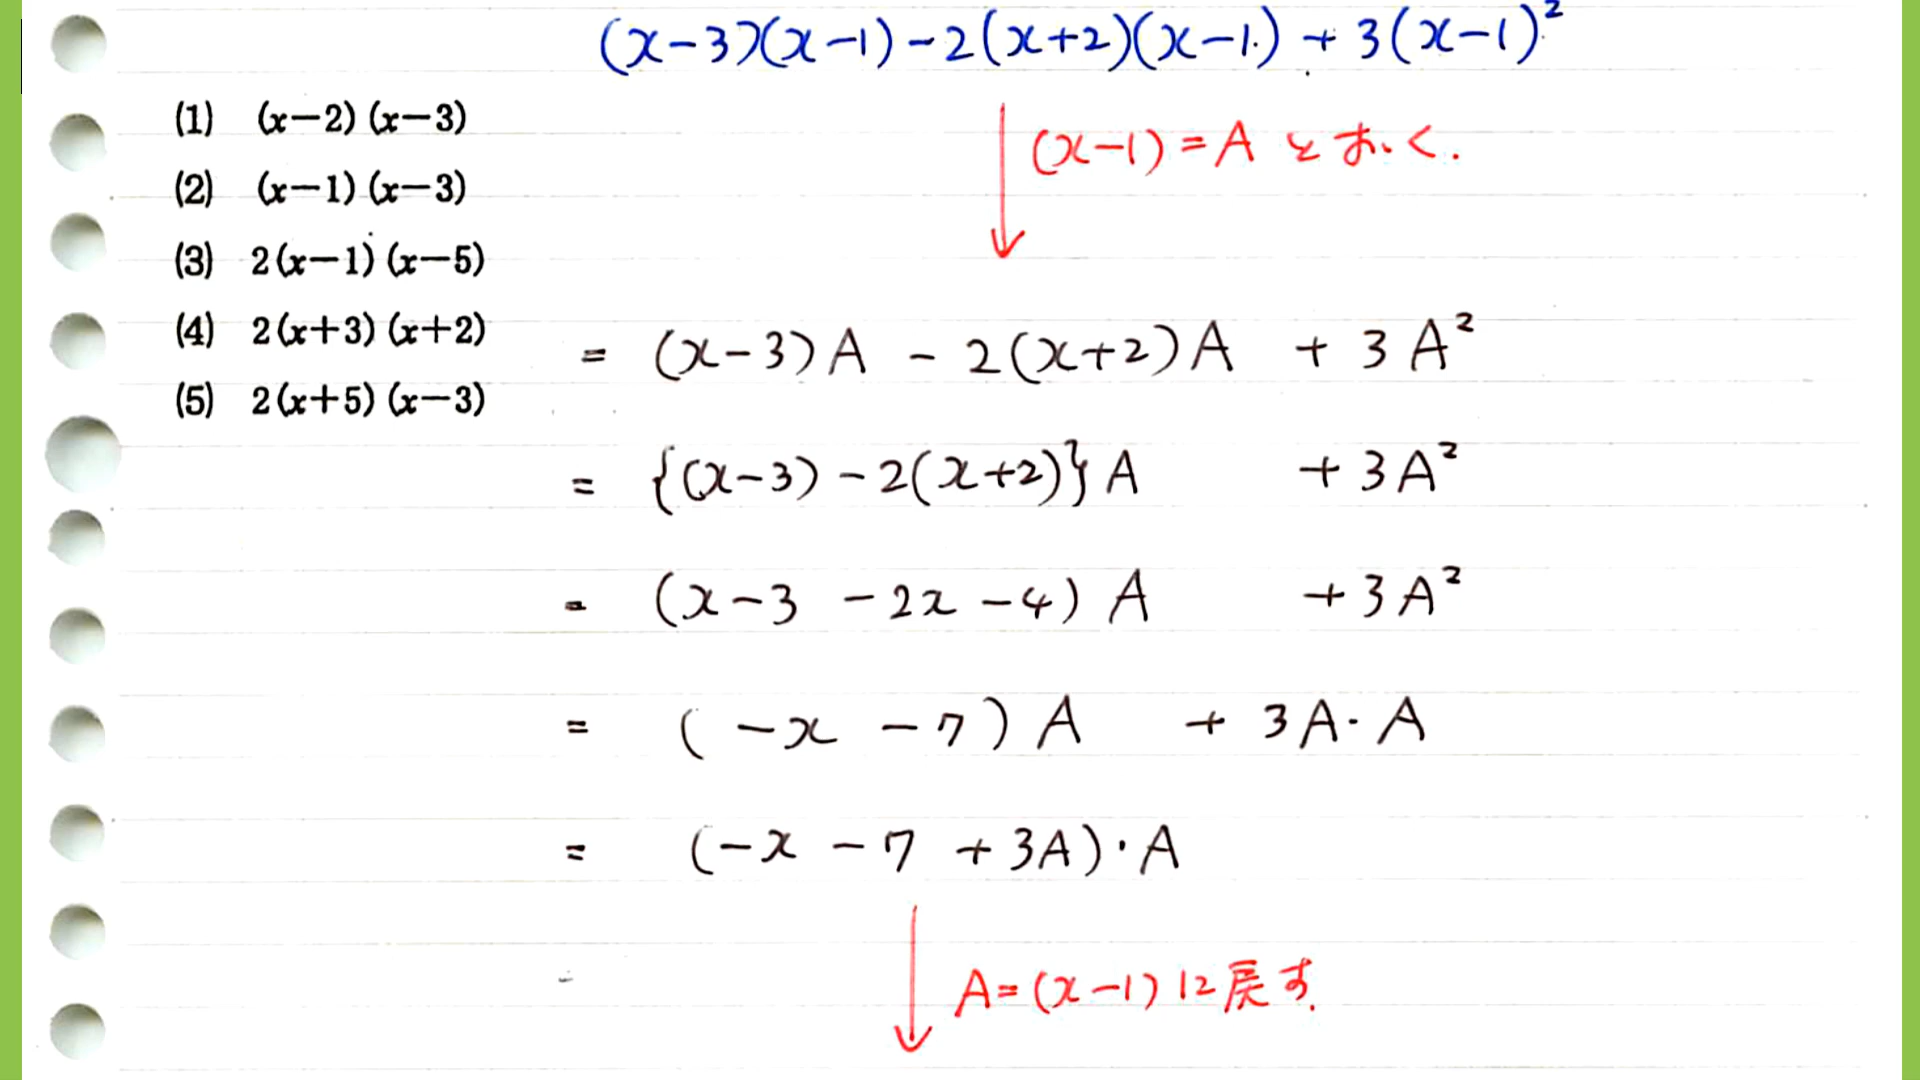 (x-3)(x-1)-2(x+2)(x-1)+3(x-1)²
(1) (x-2)(x-3)
(2) (x-1)(x-3)
(3) 2(x-1)(x-5)
(4) 2(x+3)(x+2)
(5) 2(x+5)(x-3)
(x-1)=A とおく.
= (x-3)A - 2(x+2)A + 3A²
= {(x-3)-2(x+2)}A +3A²
= (x-3 -2x-4)A +3A²
= (-x -7)A + 3A・A
= (-x -7 +3A)・A
A=(x-1)に戻す.